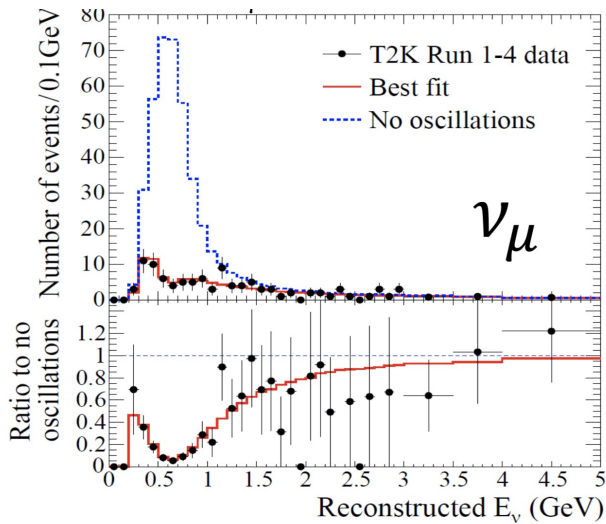 80
70
60
50
40
30
20
10
0
Number of events/0.1GeV
T2K Run 1-4 data
Best fit
No oscillations
νμ
1.2
1
0.8
0.6
0.4
0.2
0
Ratio to no
oscillations
0 0.5 1 1.5 2 2.5 3 3.5 4 4.5 5
Reconstructed Eν (GeV)